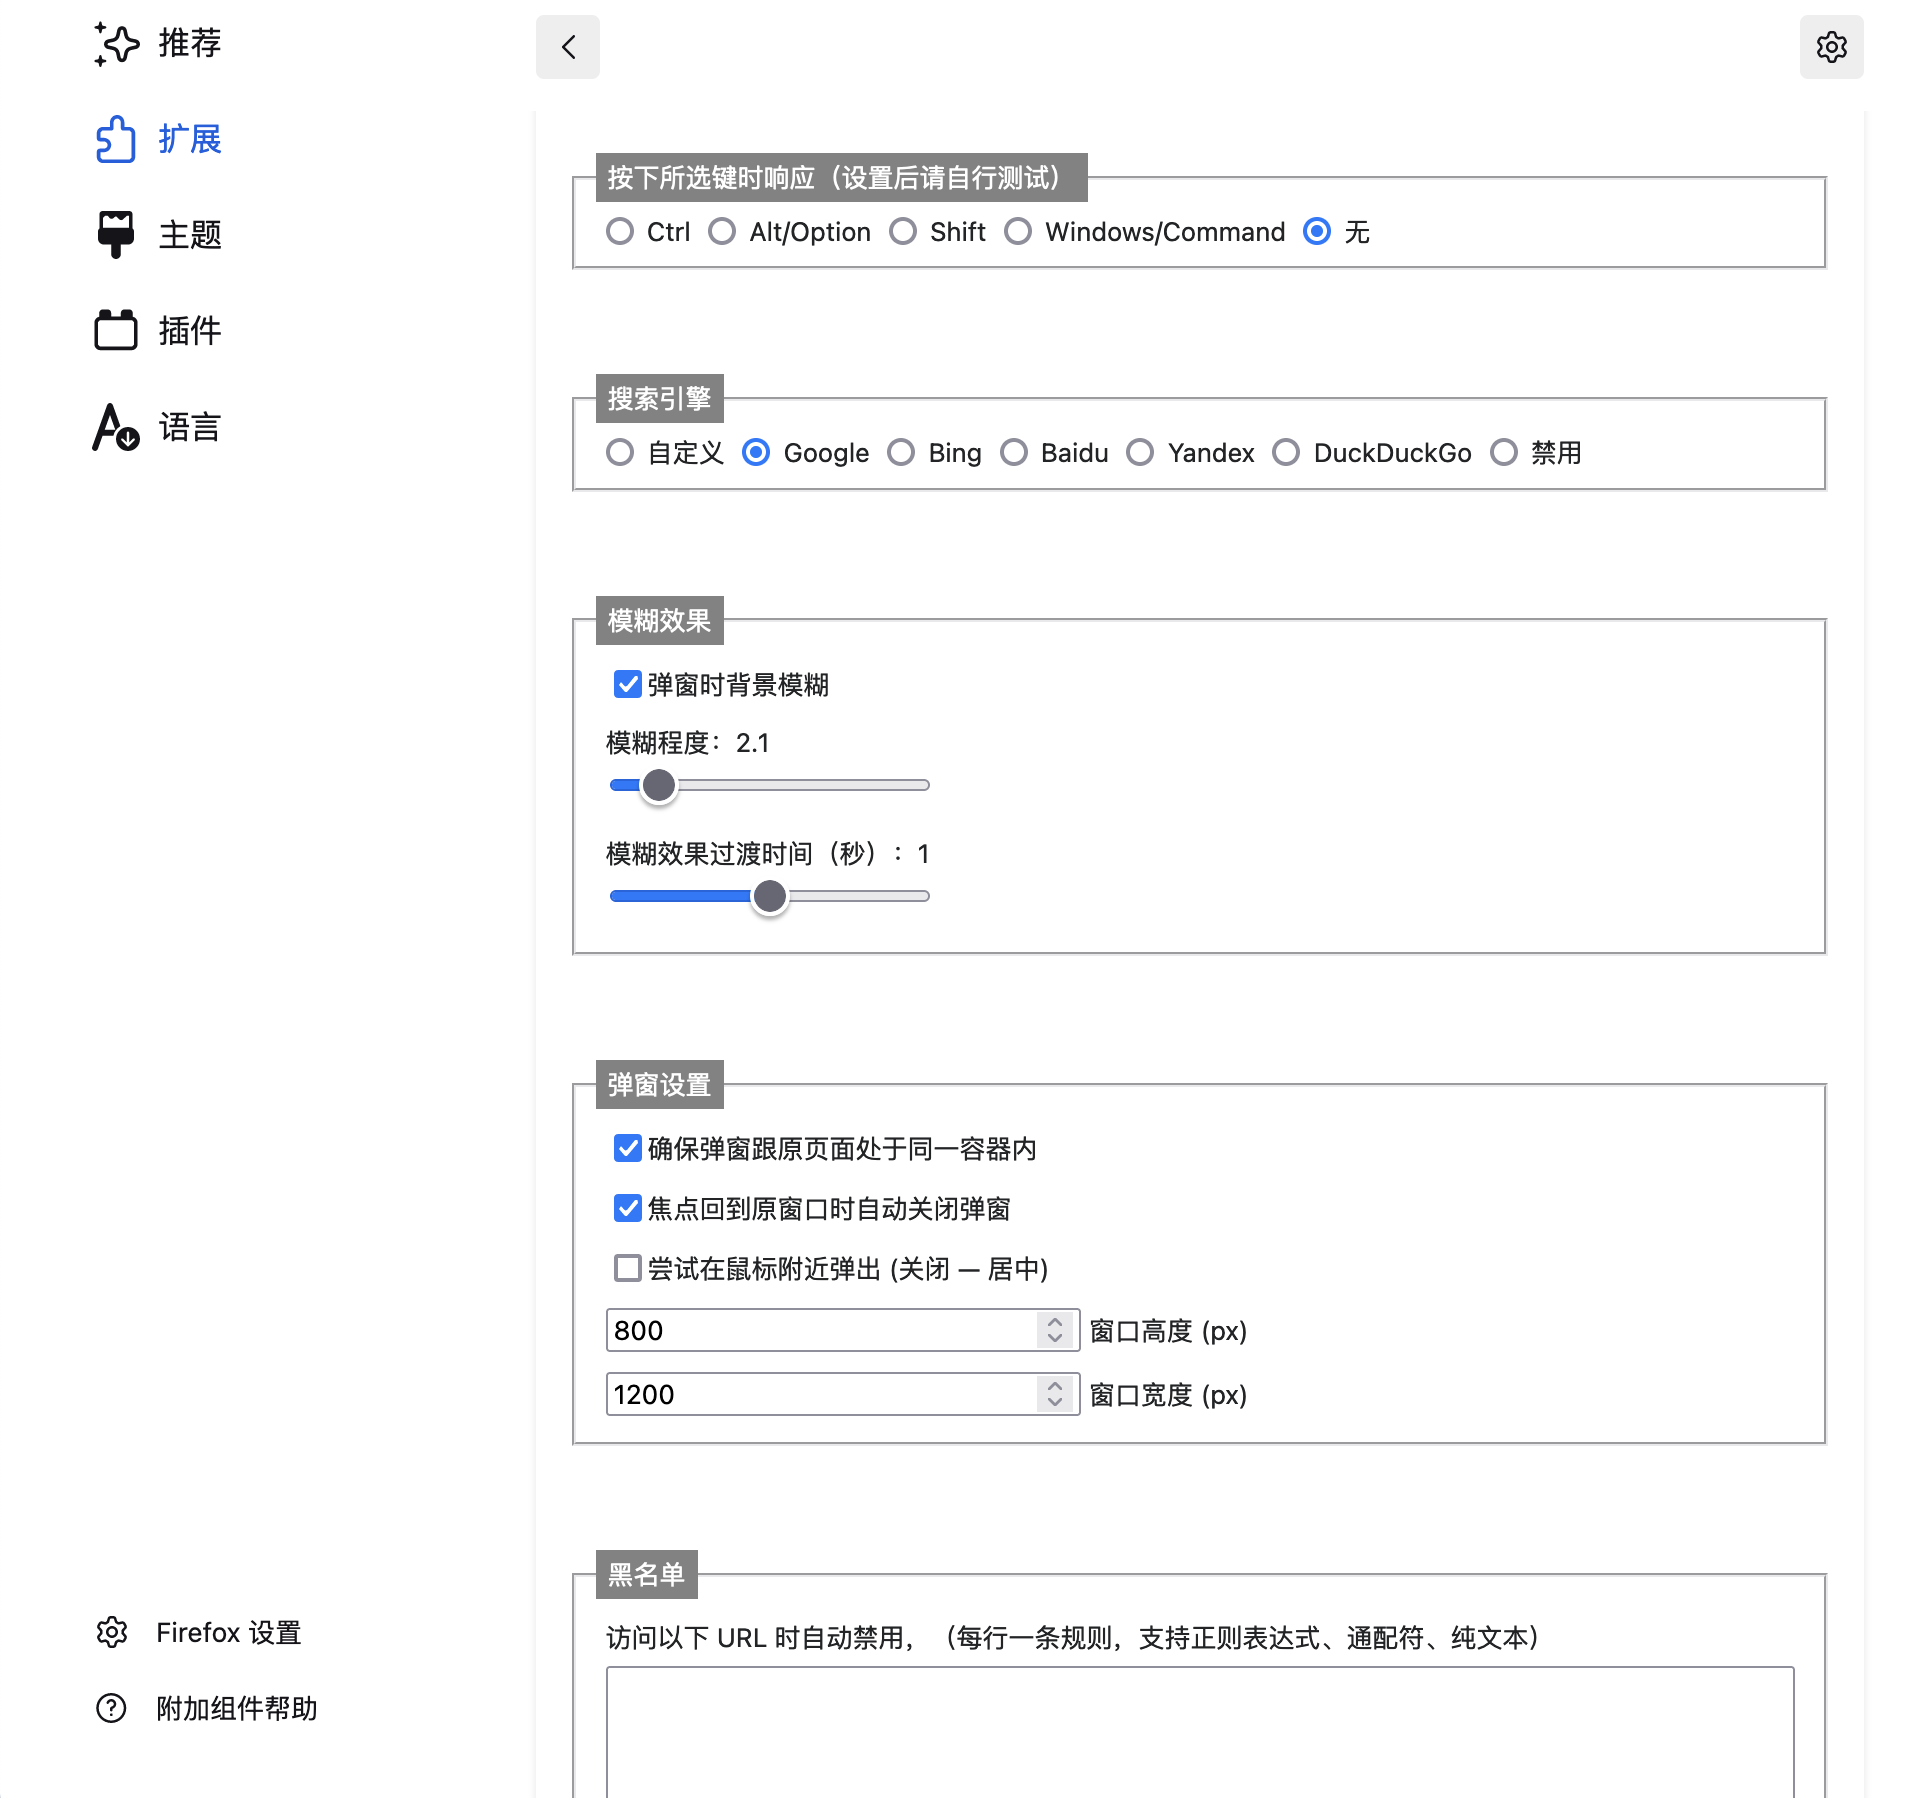 推荐
扩展
主题
插件
语言
按下所选键时响应（设置后请自行测试）
Ctrl Alt/Option Shift Windows/Command 无
搜索引擎
自定义 Google Bing Baidu Yandex DuckDuckGo 禁用
模糊效果
弹窗时背景模糊
模糊程度：2.1
模糊效果过渡时间（秒）：1
弹窗设置
确保弹窗跟原页面处于同一容器内
焦点回到原窗口时自动关闭弹窗
尝试在鼠标附近弹出 (关闭 — 居中)
800 窗口高度 (px)
1200 窗口宽度 (px)
黑名单
访问以下 URL 时自动禁用，（每行一条规则，支持正则表达式、通配符、纯文本）
Firefox 设置
附加组件帮助